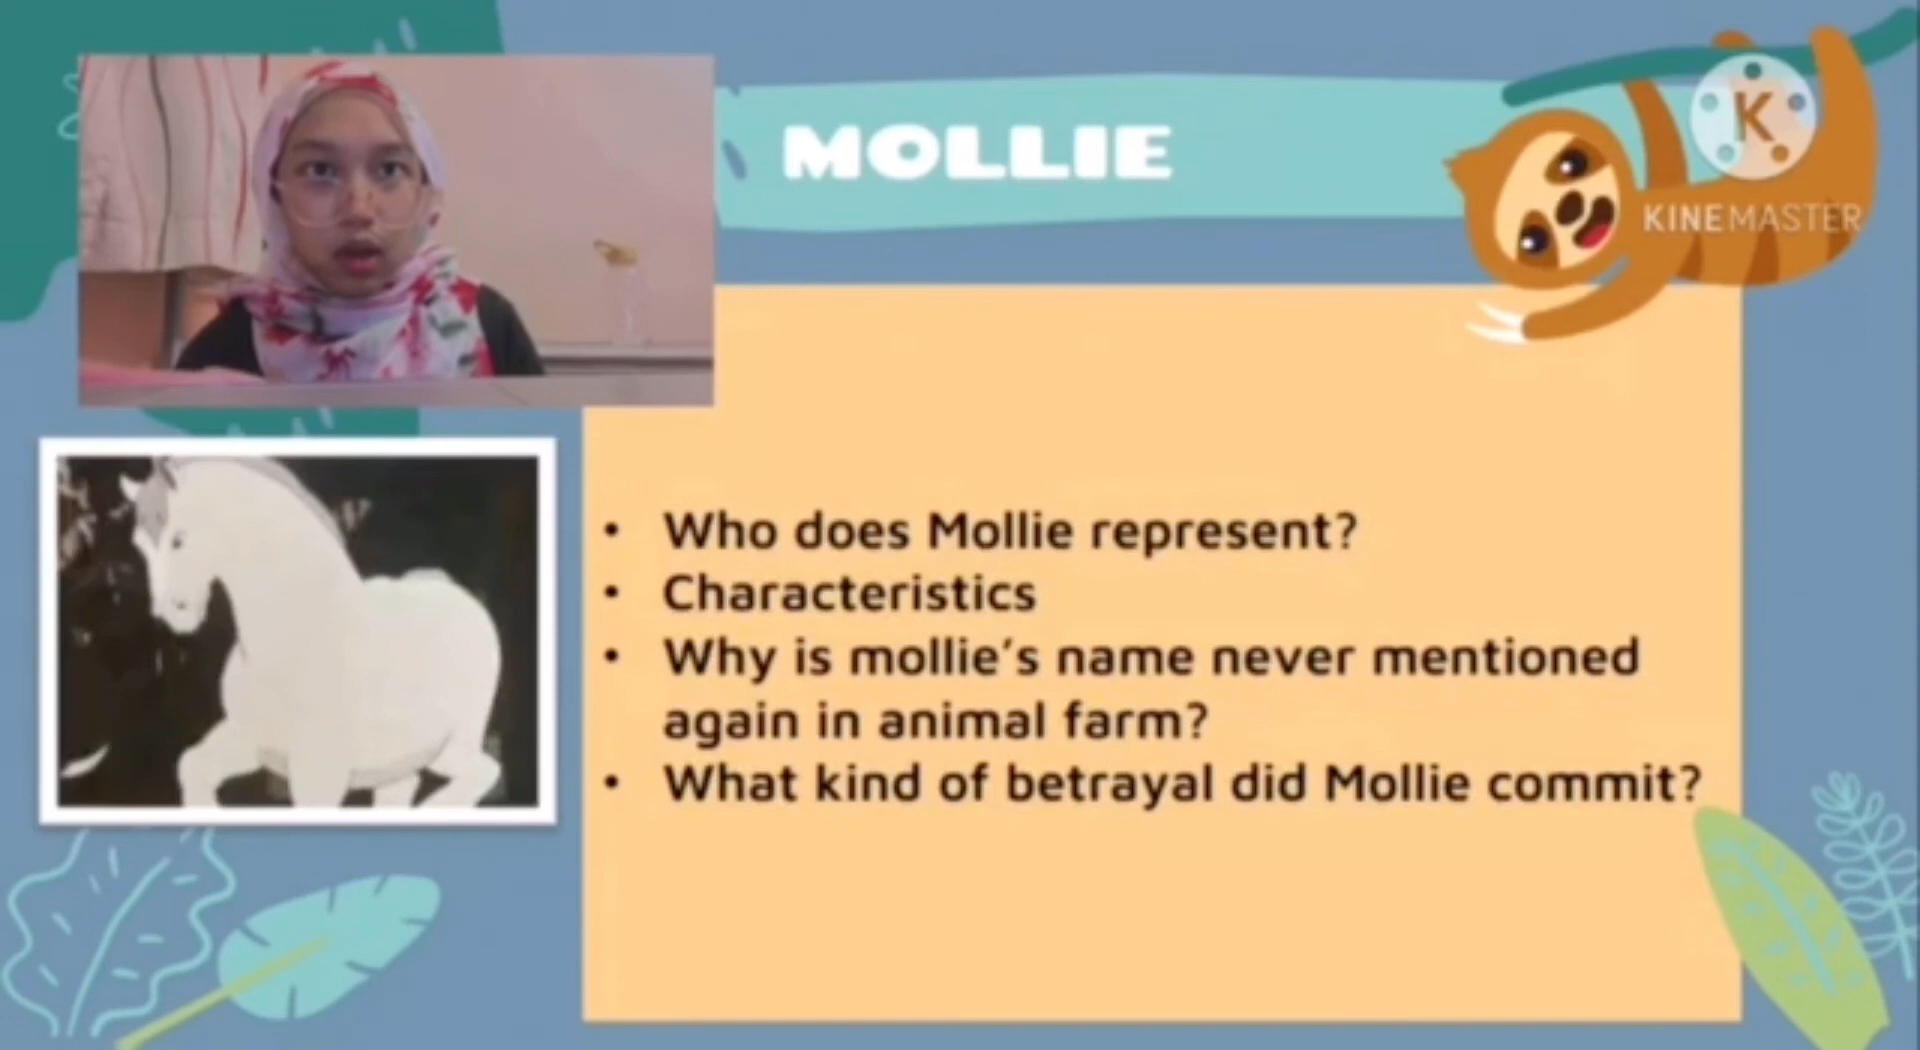 MOLLIE
K
KINEMASTER
• Who does Mollie represent?
• Characteristics
• Why is mollie's name never mentioned
again in animal farm?
• What kind of betrayal did Mollie commit?